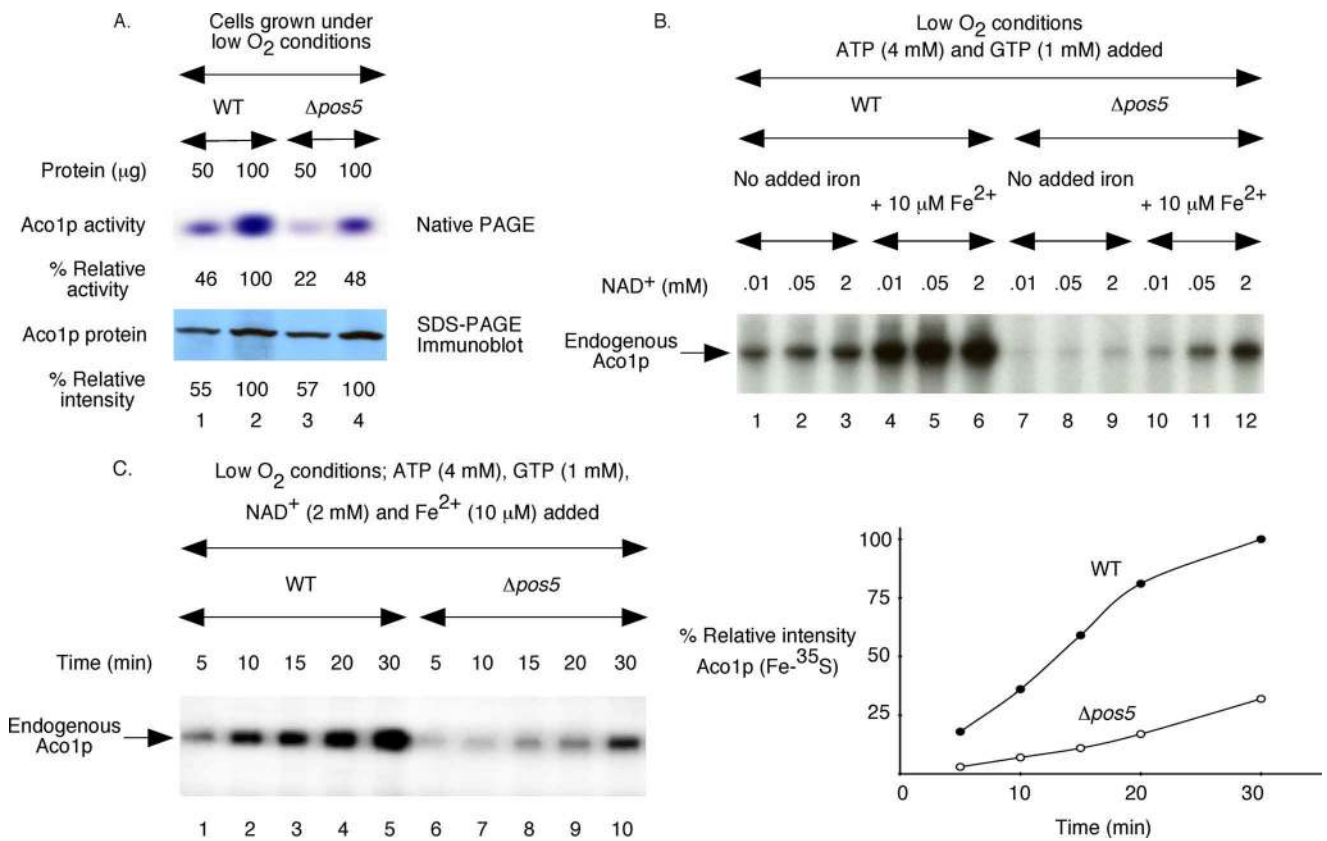 A.
Cells grown under
low O2 conditions
WT Δpos5
Protein (μg) 50 100 50 100
Aco1p activity Native PAGE
% Relative
activity 46 100 22 48
Aco1p protein SDS-PAGE
Immunoblot
% Relative
intensity 55 100 57 100
1 2 3 4
B.
Low O2 conditions
ATP (4 mM) and GTP (1 mM) added
WT Δpos5
No added iron + 10 μM Fe2+ No added iron + 10 μM Fe2+
NAD+ (mM) .01 .05 2 .01 .05 2 .01 .05 2 .01 .05 2
Endogenous
Aco1p
1 2 3 4 5 6 7 8 9 10 11 12
C.
Low O2 conditions; ATP (4 mM), GTP (1 mM),
NAD+ (2 mM) and Fe2+ (10 μM) added
WT Δpos5
Time (min) 5 10 15 20 30 5 10 15 20 30
Endogenous
Aco1p
1 2 3 4 5 6 7 8 9 10
100
75
50
25
% Relative intensity
Aco1p (Fe-35S)
WT
Δpos5
0 10 20 30
Time (min)